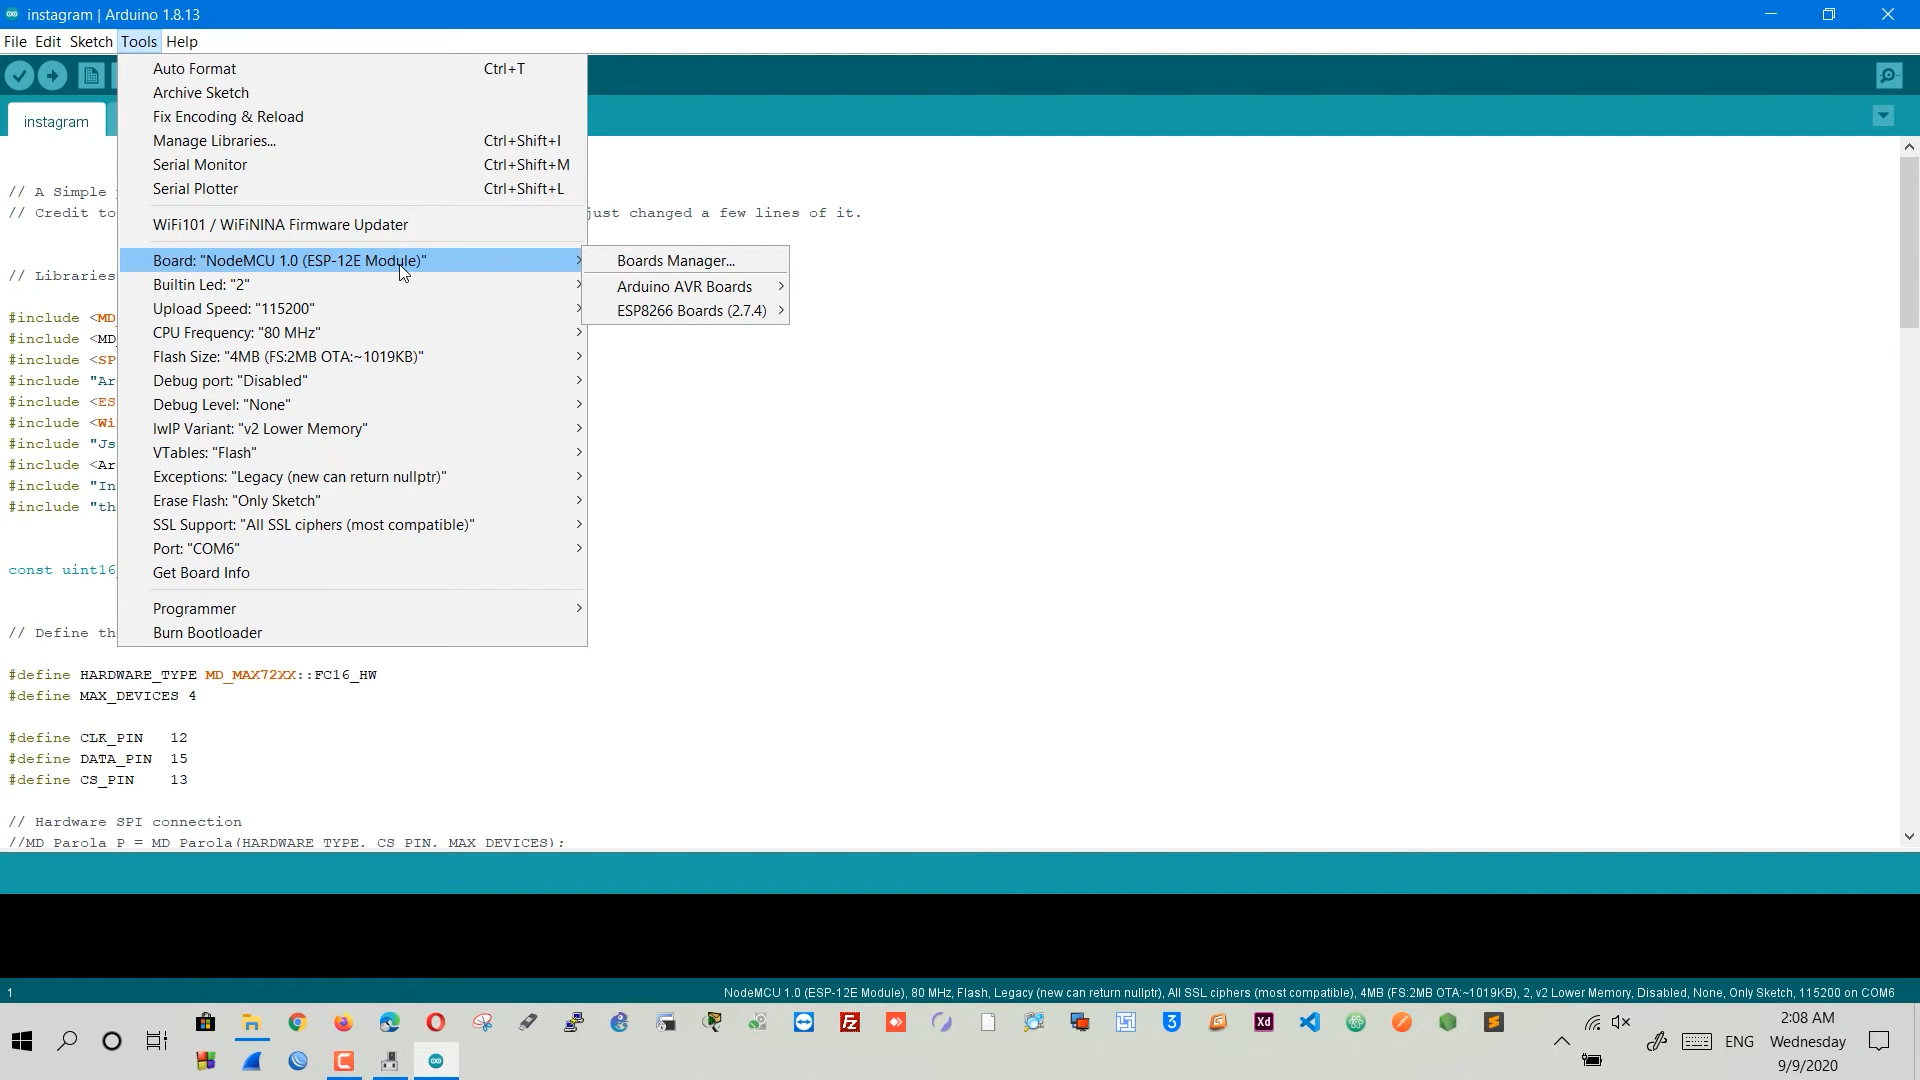 instagram | Arduino 1.8.13
File Edit Sketch Tools Help
Auto Format Ctrl+T
Archive Sketch
Fix Encoding & Reload
Manage Libraries... Ctrl+Shift+I
Serial Monitor Ctrl+Shift+M
Serial Plotter Ctrl+Shift+L
WiFi101 / WiFiNINA Firmware Updater
Board: "NodeMCU 1.0 (ESP-12E Module)"
Builtin Led: "2"
Upload Speed: "115200"
CPU Frequency: "80 MHz"
Flash Size: "4MB (FS:2MB OTA:~1019KB)"
Debug port: "Disabled"
Debug Level: "None"
IwIP Variant: "v2 Lower Memory"
VTables: "Flash"
Exceptions: "Legacy (new can return nullptr)"
Erase Flash: "Only Sketch"
SSL Support: "All SSL ciphers (most compatible)"
Port: "COM6"
Get Board Info
Programmer
Burn Bootloader
Boards Manager...
Arduino AVR Boards
ESP8266 Boards (2.7.4)
instagram
// A Simple
// Credit to just changed a few lines of it.
// Libraries
#include <MD_
#include <MD_
#include <SP
#include "Ar
#include <ES
#include <Wi
#include "Js
#include <Ar
#include "In
#include "th
const uint16_
// Define th
#define HARDWARE_TYPE MD_MAX72XX::FC16_HW
#define MAX_DEVICES 4
#define CLK_PIN 12
#define DATA_PIN 15
#define CS_PIN 13
// Hardware SPI connection
//MD_Parola P = MD_Parola(HARDWARE_TYPE, CS_PIN, MAX_DEVICES);
1
NodeMCU 1.0 (ESP-12E Module), 80 MHz, Flash, Legacy (new can return nullptr), All SSL ciphers (most compatible), 4MB (FS:2MB OTA:~1019KB), 2, v2 Lower Memory, Disabled, None, Only Sketch, 115200 on COM6
Fz
Xd
ENG
2:08 AM
Wednesday
9/9/2020